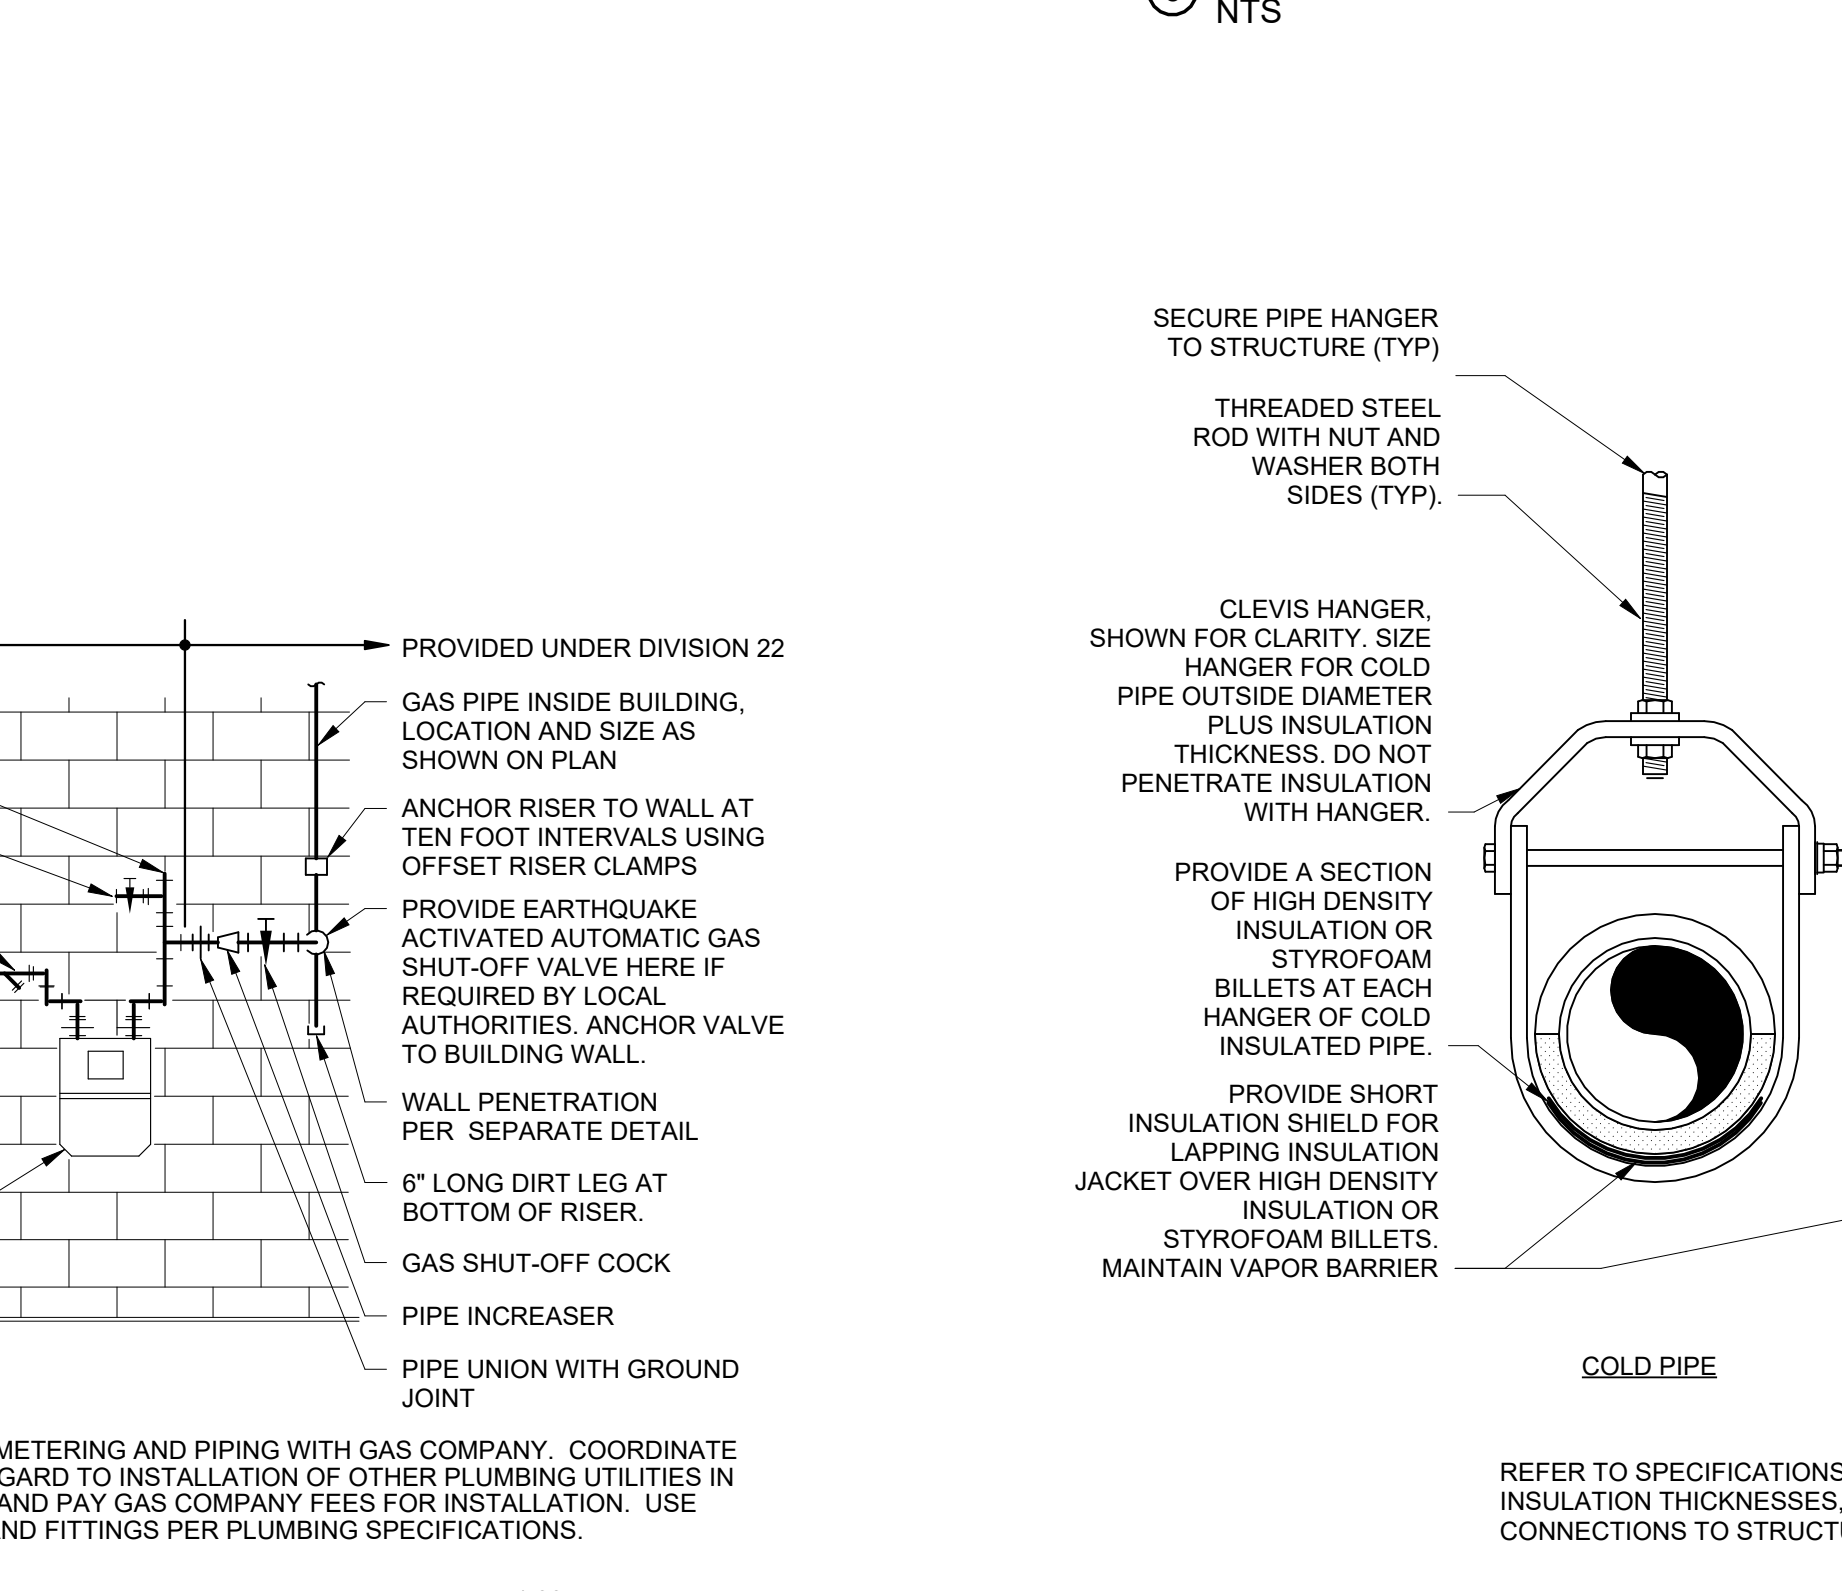 NTS
PROVIDED UNDER DIVISION 22
GAS PIPE INSIDE BUILDING,
LOCATION AND SIZE AS
SHOWN ON PLAN
ANCHOR RISER TO WALL AT
TEN FOOT INTERVALS USING
OFFSET RISER CLAMPS
PROVIDE EARTHQUAKE
ACTIVATED AUTOMATIC GAS
SHUT-OFF VALVE HERE IF
REQUIRED BY LOCAL
AUTHORITIES. ANCHOR VALVE
TO BUILDING WALL.
WALL PENETRATION
PER SEPARATE DETAIL
6" LONG DIRT LEG AT
BOTTOM OF RISER.
GAS SHUT-OFF COCK
PIPE INCREASER
PIPE UNION WITH GROUND
JOINT
METERING AND PIPING WITH GAS COMPANY. COORDINATE
GARD TO INSTALLATION OF OTHER PLUMBING UTILITIES IN
AND PAY GAS COMPANY FEES FOR INSTALLATION. USE
ND FITTINGS PER PLUMBING SPECIFICATIONS.
SECURE PIPE HANGER
TO STRUCTURE (TYP)
THREADED STEEL
ROD WITH NUT AND
WASHER BOTH
SIDES (TYP).
CLEVIS HANGER,
SHOWN FOR CLARITY. SIZE
HANGER FOR COLD
PIPE OUTSIDE DIAMETER
PLUS INSULATION
THICKNESS. DO NOT
PENETRATE INSULATION
WITH HANGER.
PROVIDE A SECTION
OF HIGH DENSITY
INSULATION OR
STYROFOAM
BILLETS AT EACH
HANGER OF COLD
INSULATED PIPE.
PROVIDE SHORT
INSULATION SHIELD FOR
LAPPING INSULATION
JACKET OVER HIGH DENSITY
INSULATION OR
STYROFOAM BILLETS.
MAINTAIN VAPOR BARRIER
COLD PIPE
REFER TO SPECIFICATIONS
INSULATION THICKNESSES,
CONNECTIONS TO STRUCTU